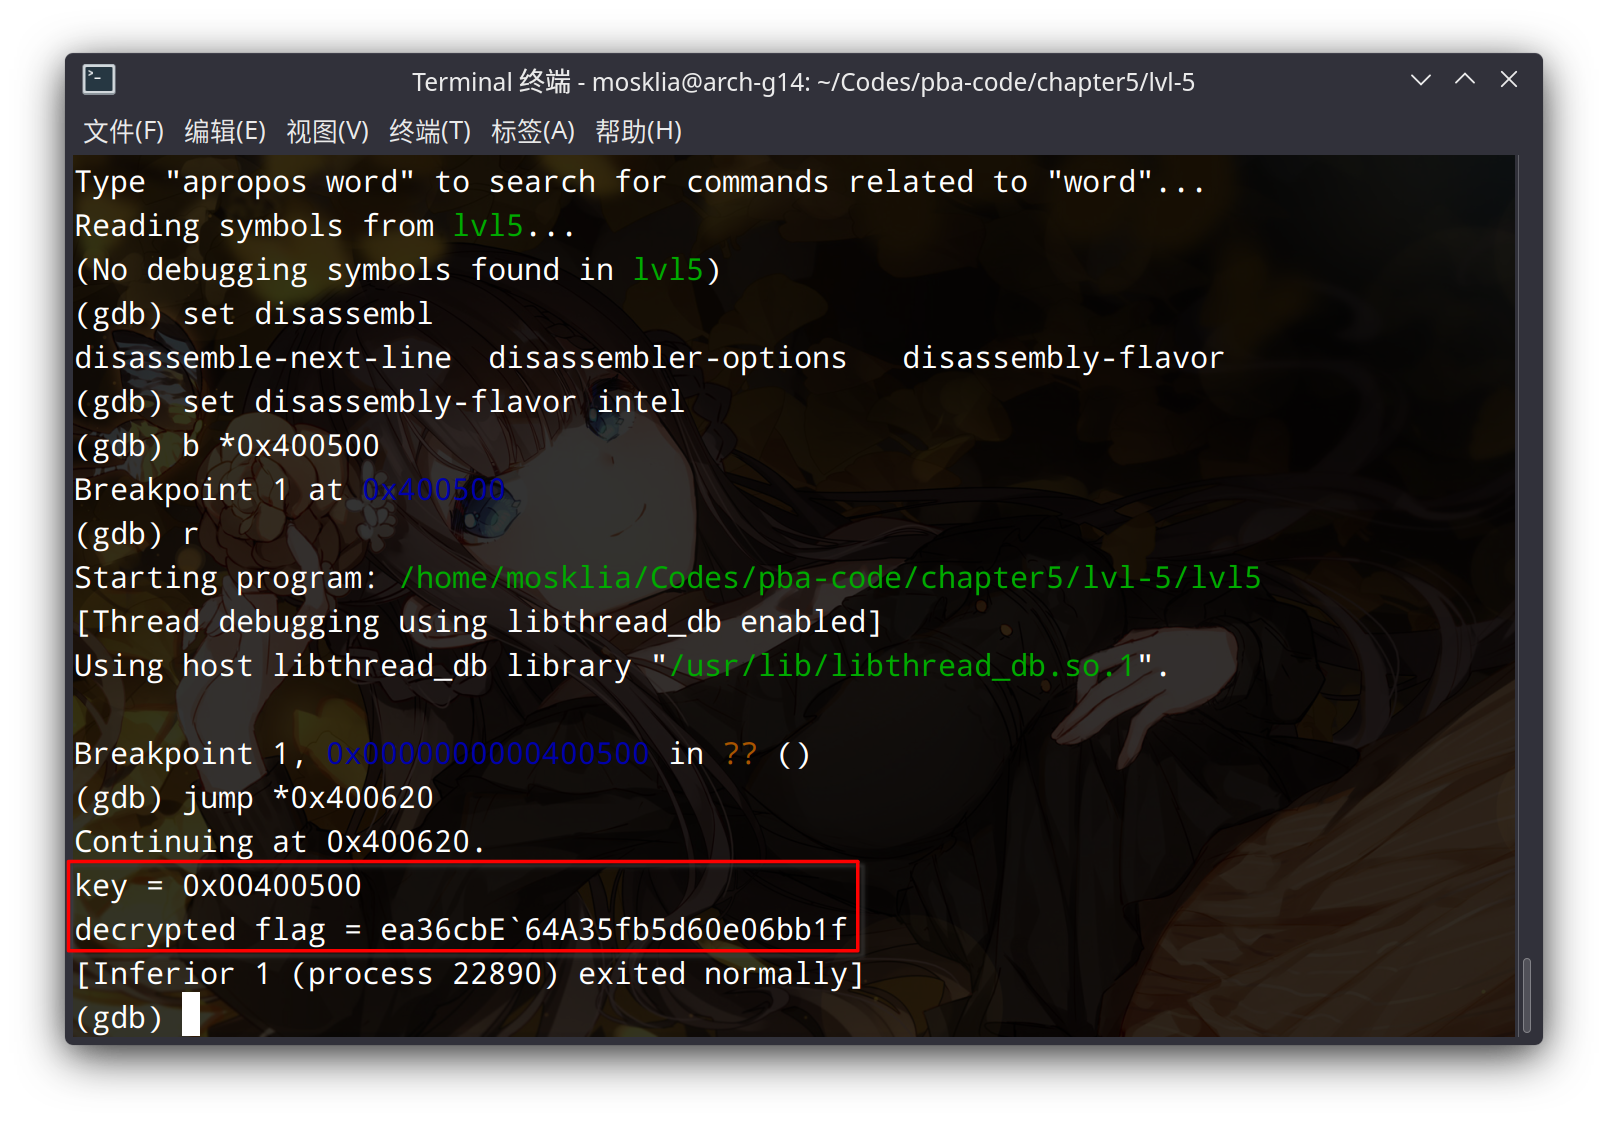 Terminal 终端 - mosklia@arch-g14: ~/Codes/pba-code/chapter5/lvl-5
文件(F) 编辑(E) 视图(V) 终端(T) 标签(A) 帮助(H)
Type "apropos word" to search for commands related to "word"...
Reading symbols from lvl5...
(No debugging symbols found in lvl5)
(gdb) set disassembl
disassemble-next-line  disassembler-options   disassembly-flavor
(gdb) set disassembly-flavor intel
(gdb) b *0x400500
Breakpoint 1 at 0x400500
(gdb) r
Starting program: /home/mosklia/Codes/pba-code/chapter5/lvl-5/lvl5
[Thread debugging using libthread_db enabled]
Using host libthread_db library "/usr/lib/libthread_db.so.1".
Breakpoint 1, 0x0000000000400500 in ?? ()
(gdb) jump *0x400620
Continuing at 0x400620.
key = 0x00400500
decrypted flag = ea36cbE`64A35fb5d60e06bb1f
[Inferior 1 (process 22890) exited normally]
(gdb)